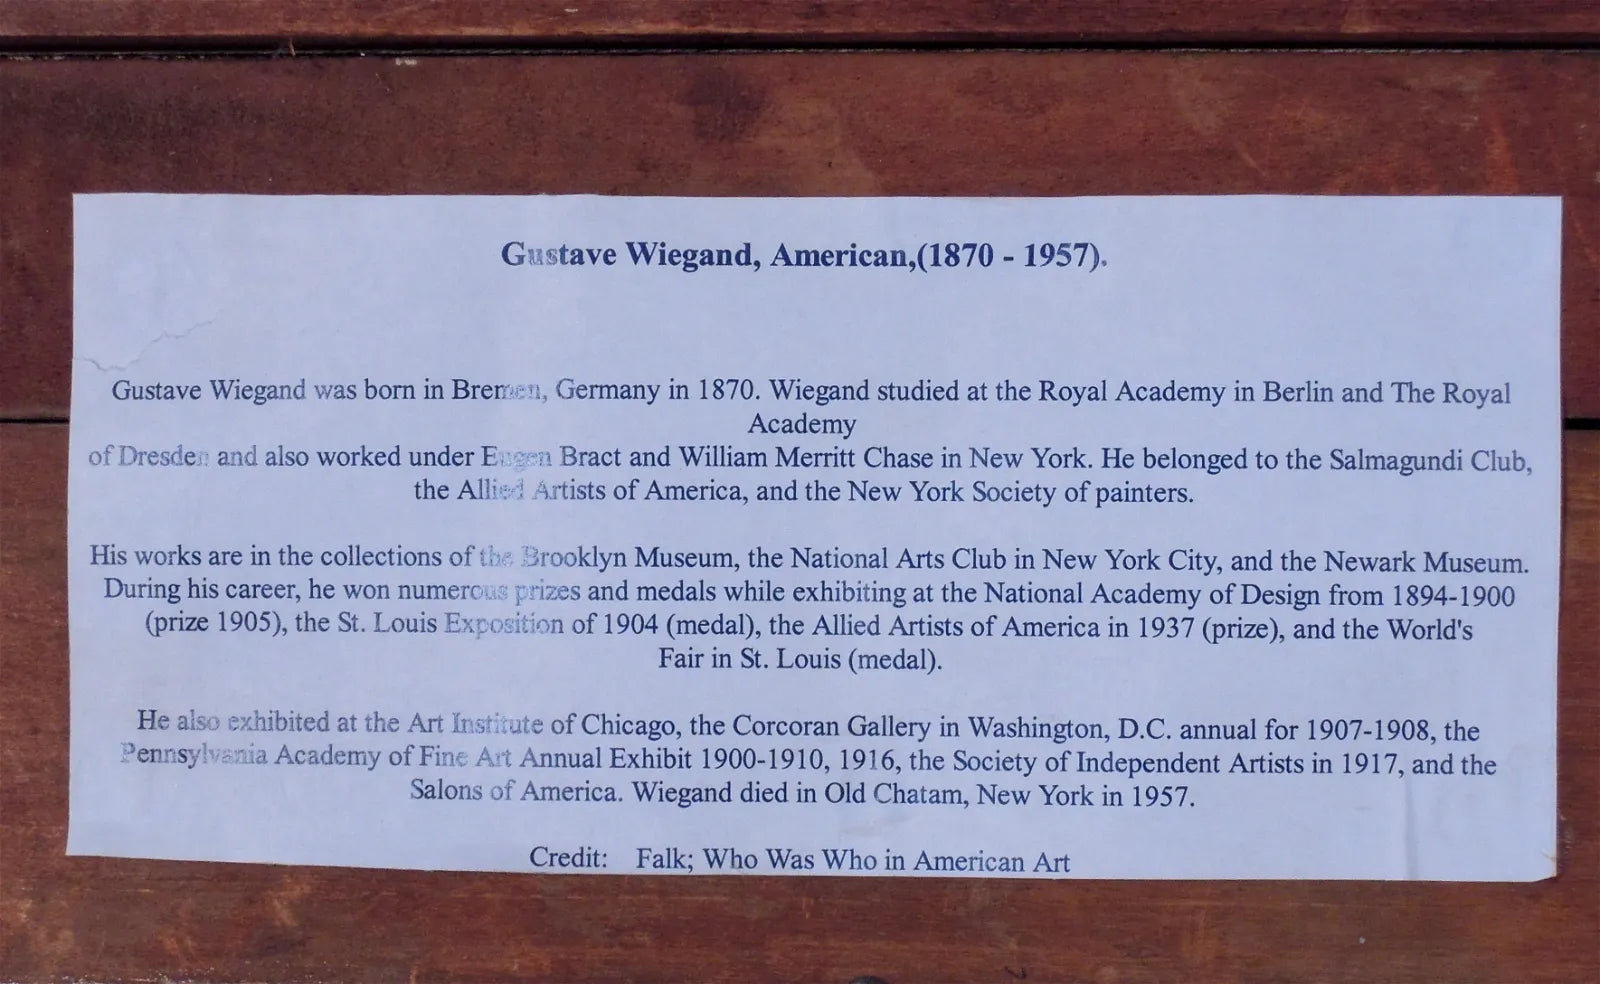 Gustave Wiegand, American,(1870 - 1957).
Gustave Wiegand was born in Bremen, Germany in 1870. Wiegand studied at the Royal Academy in Berlin and The Royal
Academy
of Dresden and also worked under Eugen Bract and William Merritt Chase in New York. He belonged to the Salmagundi Club,
the Allied Artists of America, and the New York Society of painters.
His works are in the collections of the Brooklyn Museum, the National Arts Club in New York City, and the Newark Museum.
During his career, he won numerous prizes and medals while exhibiting at the National Academy of Design from 1894-1900
(prize 1905), the St. Louis Exposition of 1904 (medal), the Allied Artists of America in 1937 (prize), and the World's
Fair in St. Louis (medal).
He also exhibited at the Art Institute of Chicago, the Corcoran Gallery in Washington, D.C. annual for 1907-1908, the
Pennsylvania Academy of Fine Art Annual Exhibit 1900-1910, 1916, the Society of Independent Artists in 1917, and the
Salons of America. Wiegand died in Old Chatam, New York in 1957.
Credit: Falk; Who Was Who in American Art